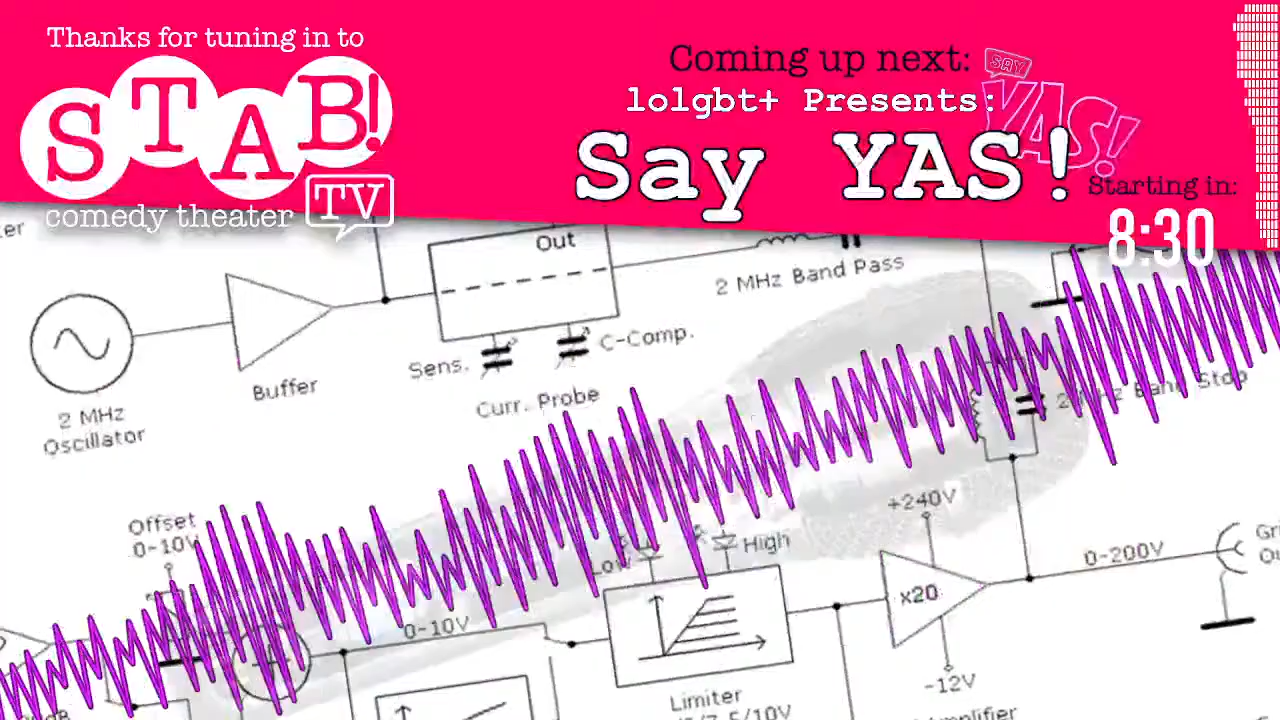 Thanks for tuning in to
STAB!
comedy theater TV
Coming up next:
lolgbt+ Presents:
Say YAS!
SAY
YAS!
Starting in:
8:30
Out
2 MHz Band Pass
Sens.
C-Comp.
Buffer
Curr. Probe
2 MHz
Oscillator
Offset
0-10V
Low
High
+240V
0-200V
x20
0-10V
-12V
Limiter